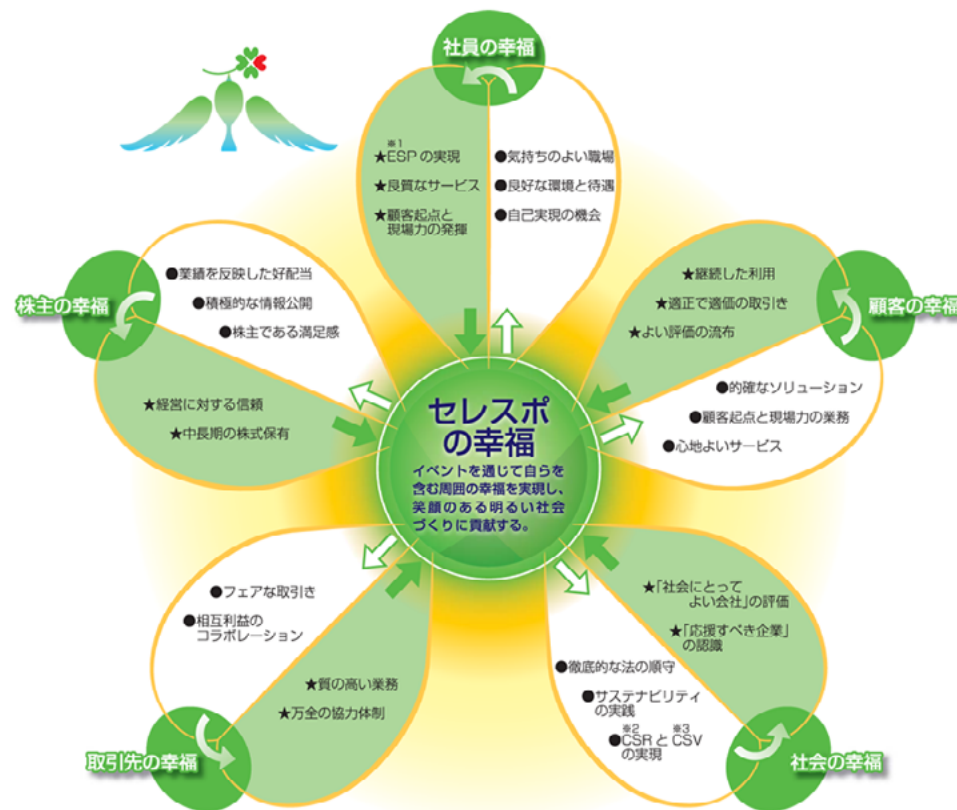 社員の幸福
※1
★ESPの実現
★良質なサービス
★顧客起点と
現場力の発揮
●気持ちのよい職場
●良好な環境と待遇
●自己実現の機会
株主の幸福
●業績を反映した好配当
●積極的な情報公開
●株主である満足感
★経営に対する信頼
★中長期の株式保有
顧客の幸福
★継続した利用
★適正で適価の取引き
★よい評価の流布
●的確なソリューション
●顧客起点と現場力の業務
●心地よいサービス
セレスポ
の幸福
イベントを通じて自らを
含む周囲の幸福を実現し、
笑顔のある明るい社会
づくりに貢献する。
●フェアな取引き
●相互利益の
コラボレーション
★質の高い業務
★万全の協力体制
取引先の幸福
★「社会にとって
よい会社」の評価
★「応援すべき企業」
の認識
●徹底的な法の順守
●サステナビリティ
の実践
※2 ※3
●CSRとCSV
の実現
社会の幸福